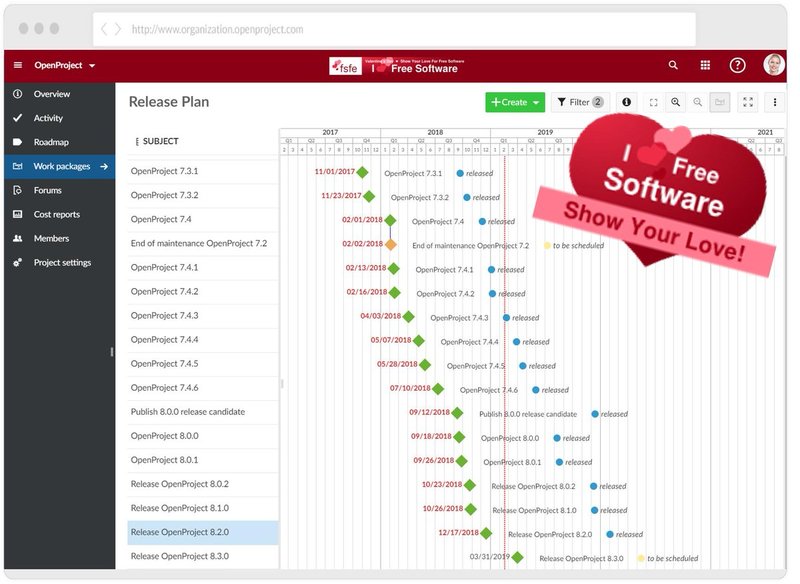 http://www.organization.openproject.com
OpenProject
fsfe
Show Your Love For Free Software
I Free Software
Overview
Activity
Roadmap
Work packages
Forums
Cost reports
Members
Project settings
Release Plan
+Create
Filter 2
SUBJECT
2017 2018 2019 2021
OpenProject 7.3.1 11/01/2017 OpenProject 7.3.1 released
OpenProject 7.3.2 11/23/2017 OpenProject 7.3.2 released
OpenProject 7.4 02/01/2018 OpenProject 7.4 released
End of maintenance OpenProject 7.2 02/02/2018 End of maintenance OpenProject 7.2 to be scheduled
OpenProject 7.4.1 02/13/2018 OpenProject 7.4.1 released
OpenProject 7.4.2 02/16/2018 OpenProject 7.4.2 released
OpenProject 7.4.3 04/03/2018 OpenProject 7.4.3 released
OpenProject 7.4.4 05/07/2018 OpenProject 7.4.4 released
OpenProject 7.4.5 05/28/2018 OpenProject 7.4.5 released
OpenProject 7.4.6 07/10/2018 OpenProject 7.4.6 released
Publish 8.0.0 release candidate 09/12/2018 Publish 8.0.0 release candidate released
OpenProject 8.0.0 09/18/2018 OpenProject 8.0.0 released
OpenProject 8.0.1 09/26/2018 OpenProject 8.0.1 released
Release OpenProject 8.0.2 10/23/2018 Release OpenProject 8.0.2 released
Release OpenProject 8.1.0 10/26/2018 Release OpenProject 8.1.0 released
Release OpenProject 8.2.0 12/17/2018 Release OpenProject 8.2.0 released
Release OpenProject 8.3.0 03/31/2019 Release OpenProject 8.3.0 to be scheduled
I Free
Software
Show Your Love!